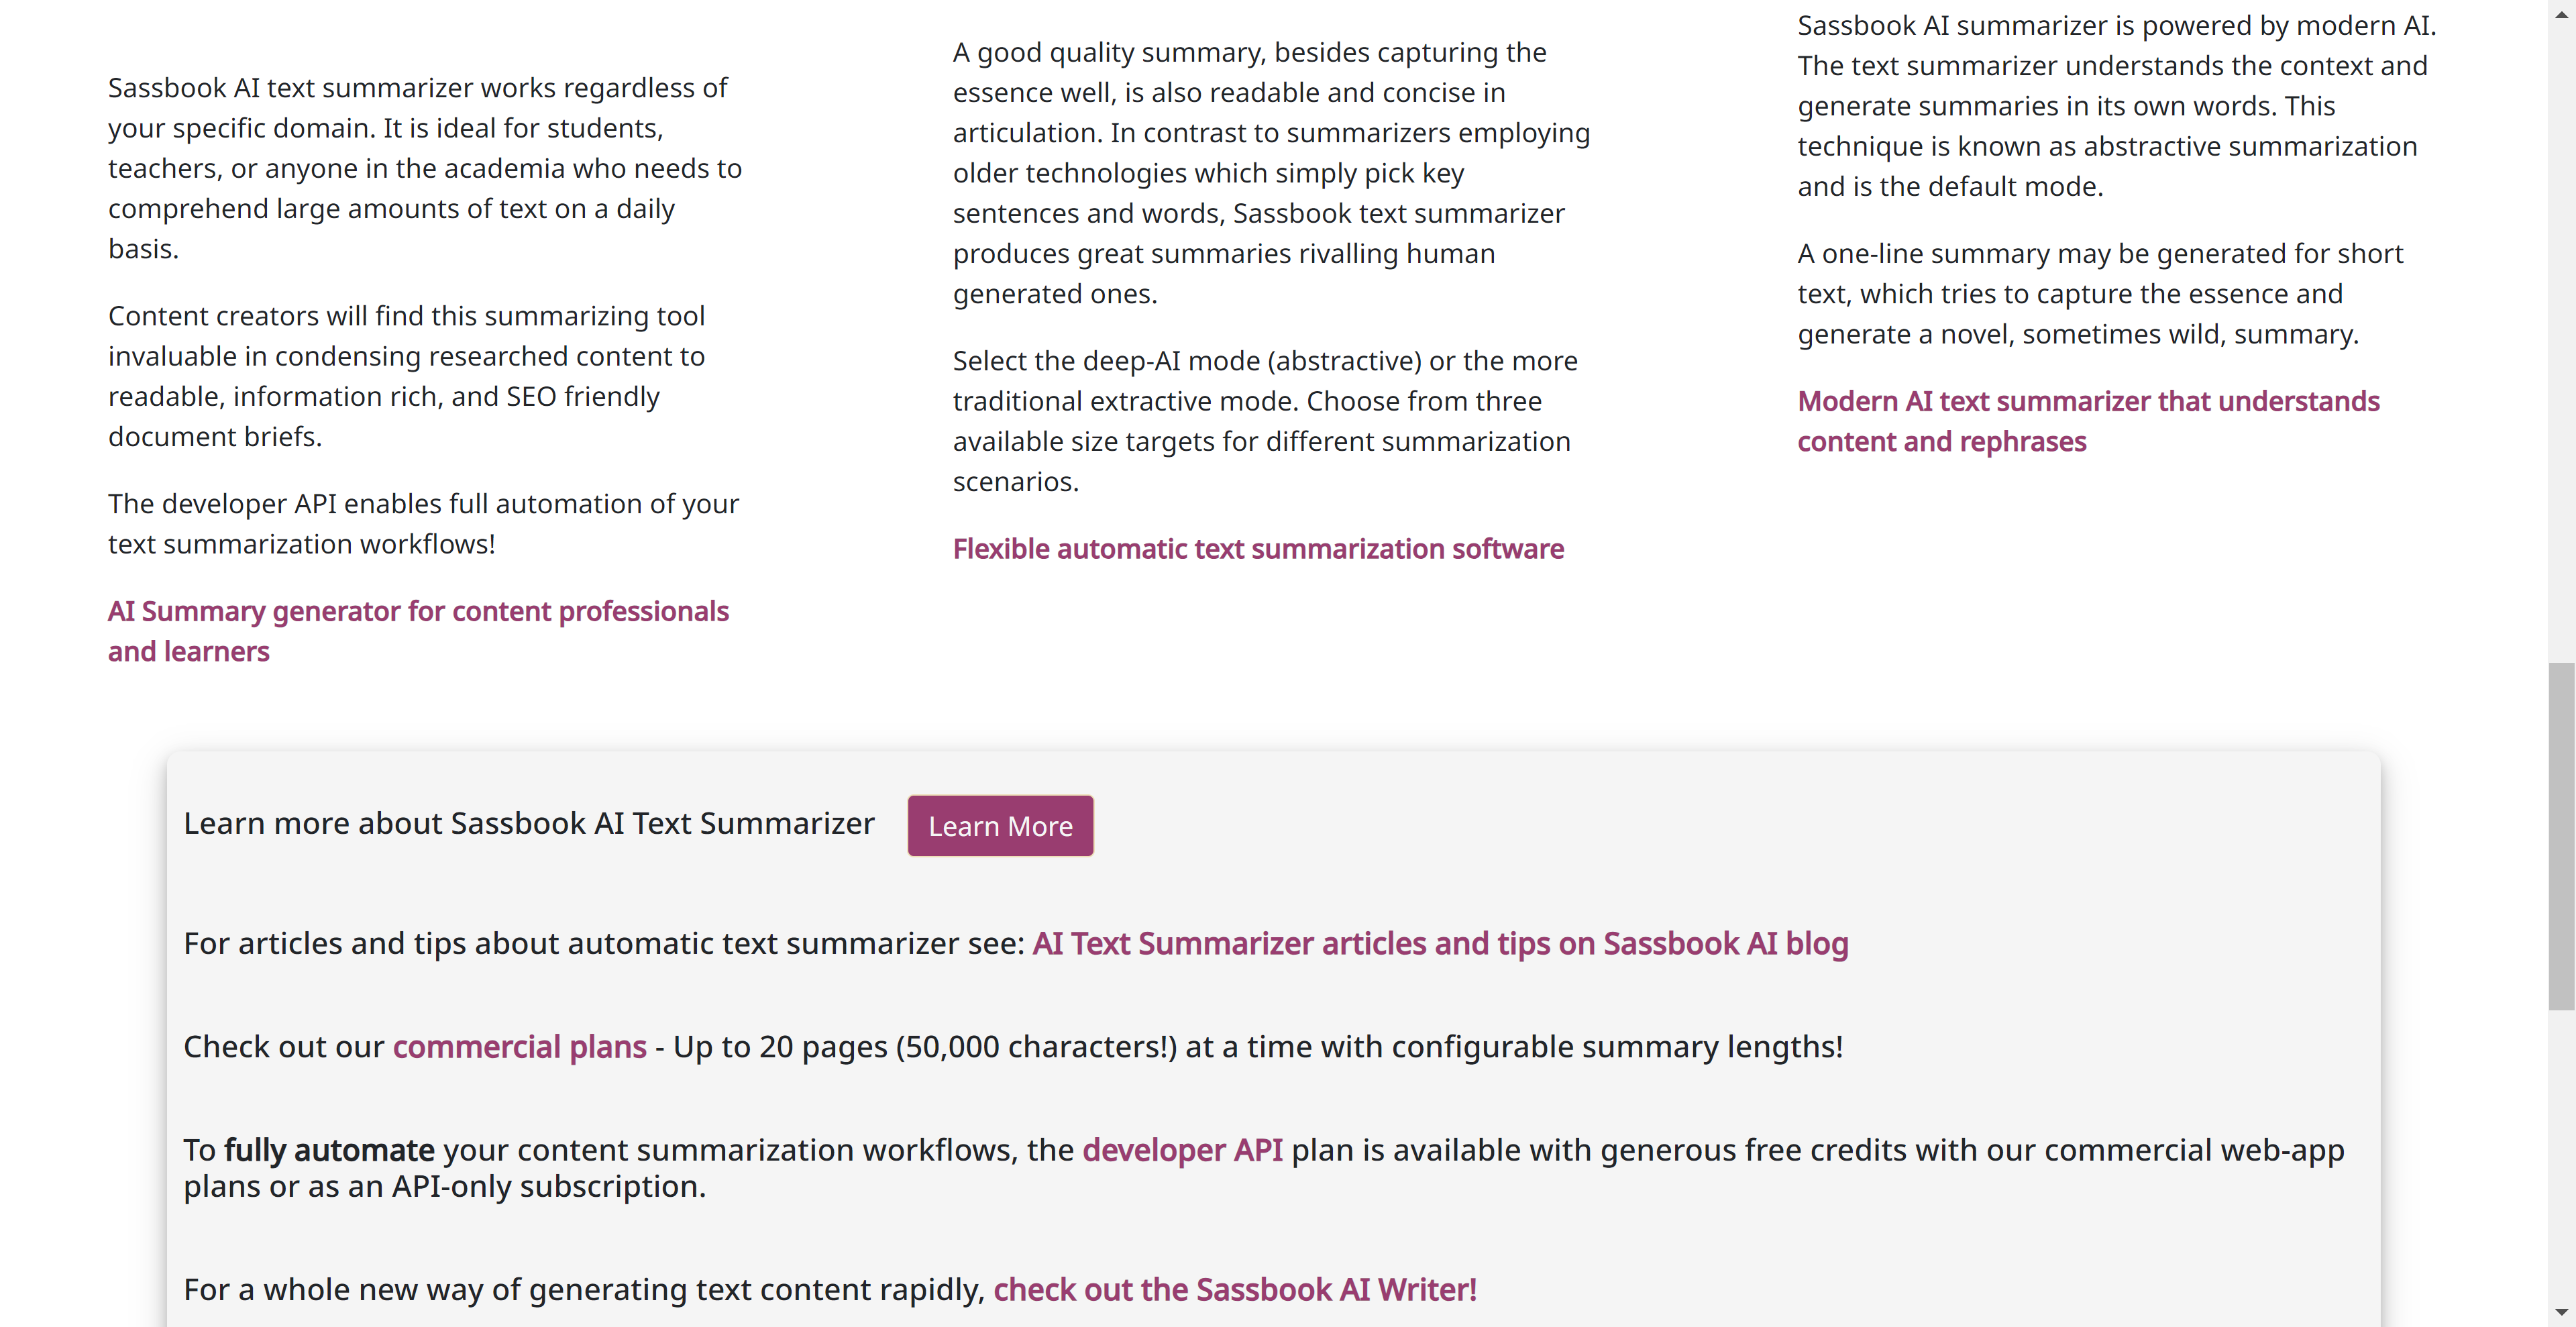 Sassbook AI text summarizer works regardless of
your specific domain. It is ideal for students,
teachers, or anyone in the academia who needs to
comprehend large amounts of text on a daily
basis.
Content creators will find this summarizing tool
invaluable in condensing researched content to
readable, information rich, and SEO friendly
document briefs.
The developer API enables full automation of your
text summarization workflows!
AI Summary generator for content professionals
and learners
A good quality summary, besides capturing the
essence well, is also readable and concise in
articulation. In contrast to summarizers employing
older technologies which simply pick key
sentences and words, Sassbook text summarizer
produces great summaries rivalling human
generated ones.
Select the deep-AI mode (abstractive) or the more
traditional extractive mode. Choose from three
available size targets for different summarization
scenarios.
Flexible automatic text summarization software
Sassbook AI summarizer is powered by modern AI.
The text summarizer understands the context and
generate summaries in its own words. This
technique is known as abstractive summarization
and is the default mode.
A one-line summary may be generated for short
text, which tries to capture the essence and
generate a novel, sometimes wild, summary.
Modern AI text summarizer that understands
content and rephrases
Learn more about Sassbook AI Text Summarizer Learn More
For articles and tips about automatic text summarizer see: AI Text Summarizer articles and tips on Sassbook AI blog
Check out our commercial plans - Up to 20 pages (50,000 characters!) at a time with configurable summary lengths!
To fully automate your content summarization workflows, the developer API plan is available with generous free credits with our commercial web-app
plans or as an API-only subscription.
For a whole new way of generating text content rapidly, check out the Sassbook AI Writer!